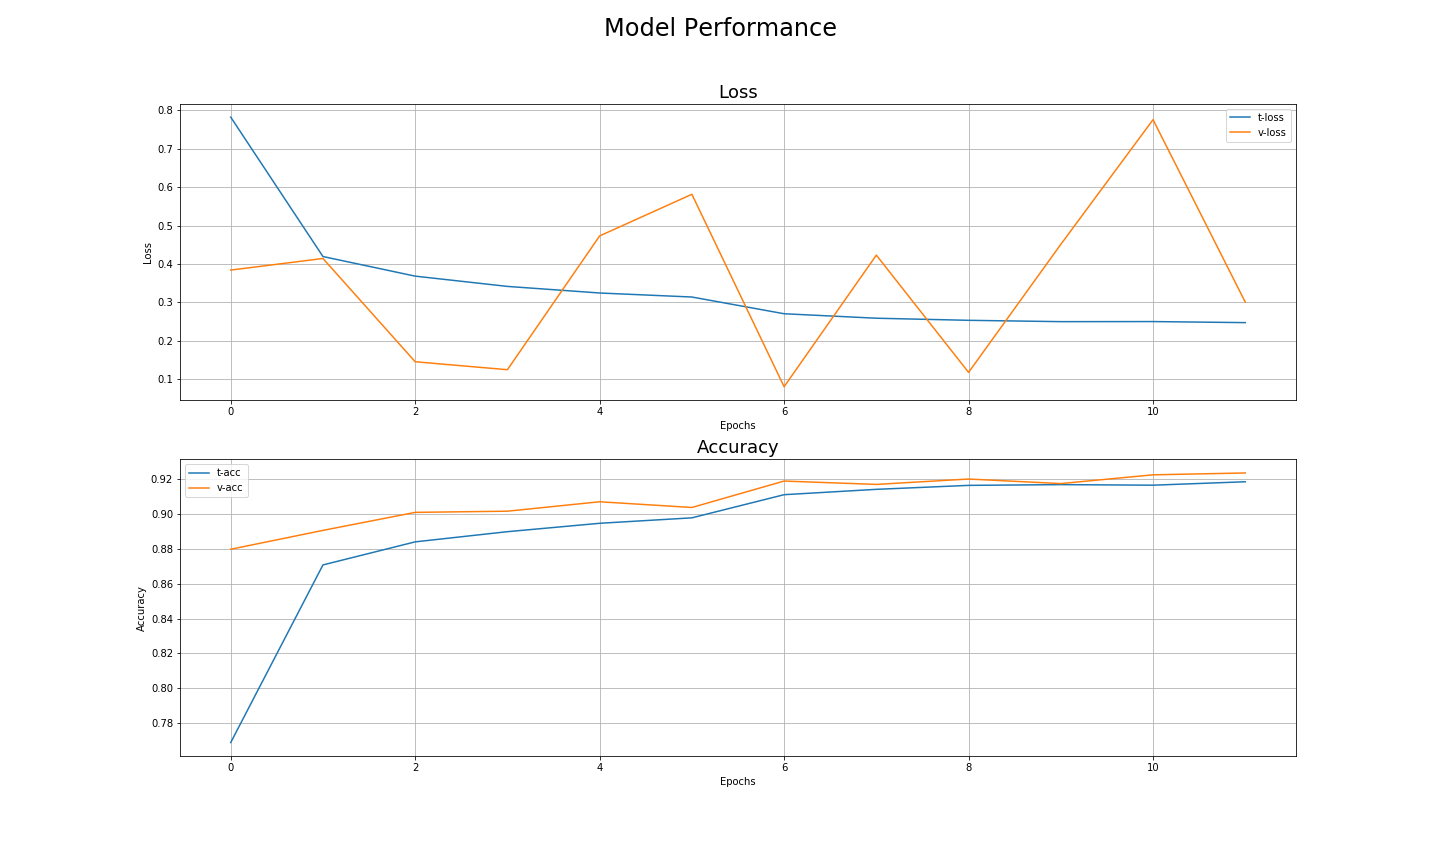 Model Performance
Loss
0.8
0.7
0.6
0.5
0.4
0.3
0.2
0.1
Loss
t-loss
v-loss
0 2 4 6 8 10
Epochs
Accuracy
0.92
0.90
0.88
0.86
0.84
0.82
0.80
0.78
Accuracy
t-acc
v-acc
0 2 4 6 8 10
Epochs